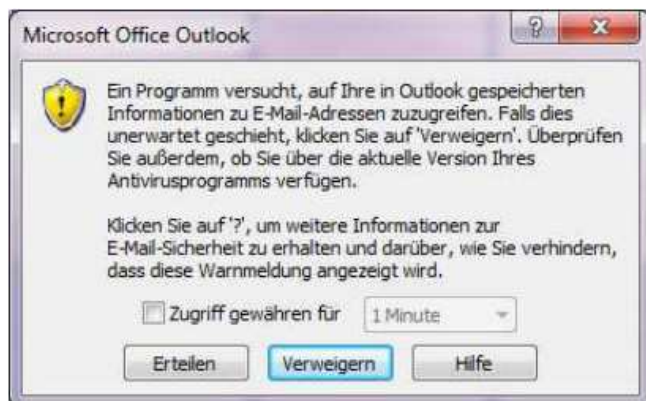 Microsoft Office Outlook
Ein Programm versucht, auf Ihre in Outlook gespeicherten
Informationen zu E-Mail-Adressen zuzugreifen. Falls dies
unerwartet geschieht, klicken Sie auf 'Verweigern'. Überprüfen
Sie außerdem, ob Sie über die aktuelle Version Ihres
Antivirusprogramms verfügen.
Klicken Sie auf '?', um weitere Informationen zur
E-Mail-Sicherheit zu erhalten und darüber, wie Sie verhindern,
dass diese Warnmeldung angezeigt wird.
Zugriff gewähren für 1 Minute
Erteilen Verweigern Hilfe